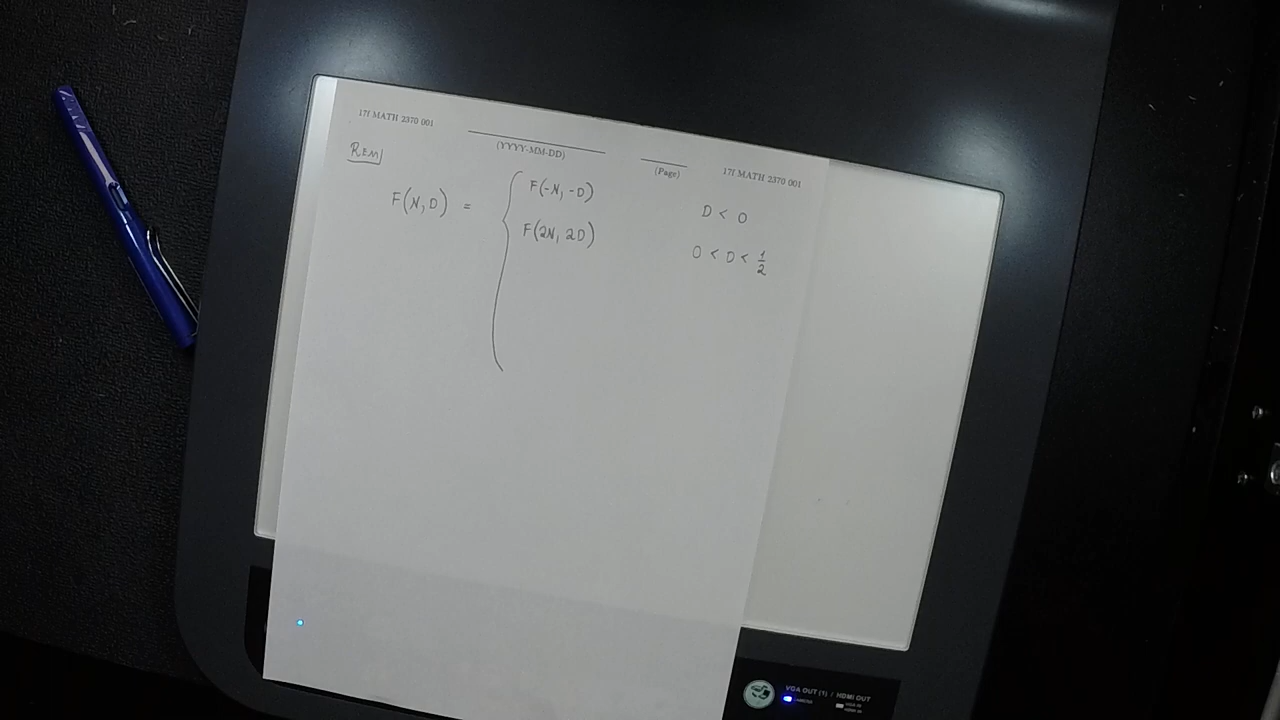 17f MATH 2370 001
(YYYY-MM-DD)
(Page)
17f MATH 2370 001
REM
F(N,D) = { F(-N,-D) D < 0
F(2N, 2D) 0 < D < 1/2
VGA OUT (1) / HDMI OUT